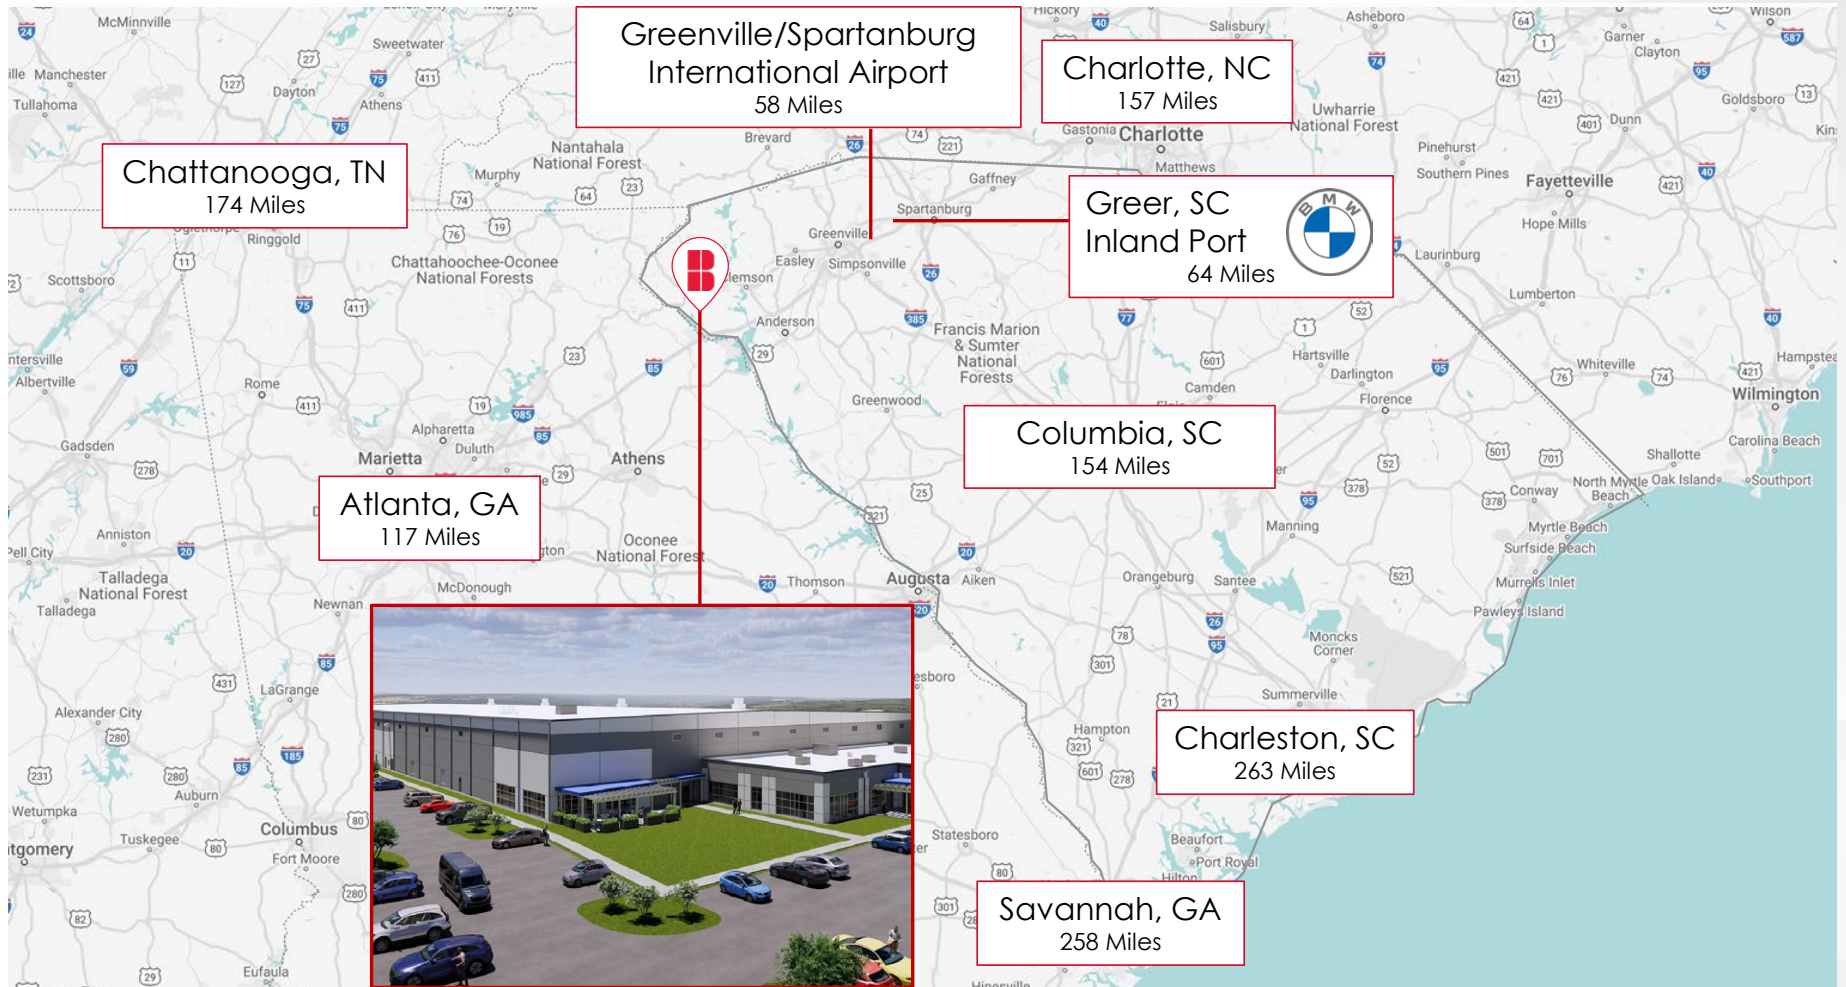 Greenville/Spartanburg
International Airport
58 Miles
Charlotte, NC
157 Miles
Chattanooga, TN
174 Miles
Greer, SC
Inland Port
64 Miles
BMW
B
Columbia, SC
154 Miles
Atlanta, GA
117 Miles
Charleston, SC
263 Miles
Savannah, GA
258 Miles
McMinnville
Sweetwater
Manchester
Tullahoma
Dayton
Athens
Hickory
Salisbury
Asheboro
Wilson
Garner
Clayton
Goldsboro
Dunn
Uwharrie
National Forest
Pinehurst
Southern Pines
Fayetteville
Hope Mills
Laurinburg
Lumberton
Gastonia
Charlotte
Matthews
Brevard
Nantahala
National Forest
Murphy
Gaffney
Spartanburg
Greenville
Easley
Simpsonville
Anderson
Ringgold
Scottsboro
Chattahoochee-Oconee
National Forests
Albertville
Rome
Gadsden
Alpharetta
Duluth
Marietta
Athens
Francis Marion
& Sumter
National
Forests
Greenwood
Hartsville
Darlington
Camden
Florence
Whiteville
Wilmington
Carolina Beach
Shallotte
North Myrtle
Beach
Oak Island
Southport
Conway
Myrtle Beach
Surfside Beach
Murrells Inlet
Pawleys Island
Manning
Anniston
Pell City
Talladega
National Forest
Talladega
Newnan
McDonough
Oconee
National Forest
Thomson
Augusta
Aiken
Orangeburg
Santee
Moncks
Corner
Summerville
Hampton
LaGrange
Alexander City
Wetumpka
Auburn
Tuskegee
Columbus
Fort Moore
Eufaula
Statesboro
Beaufort
Port Royal
Hilton
Hinesville